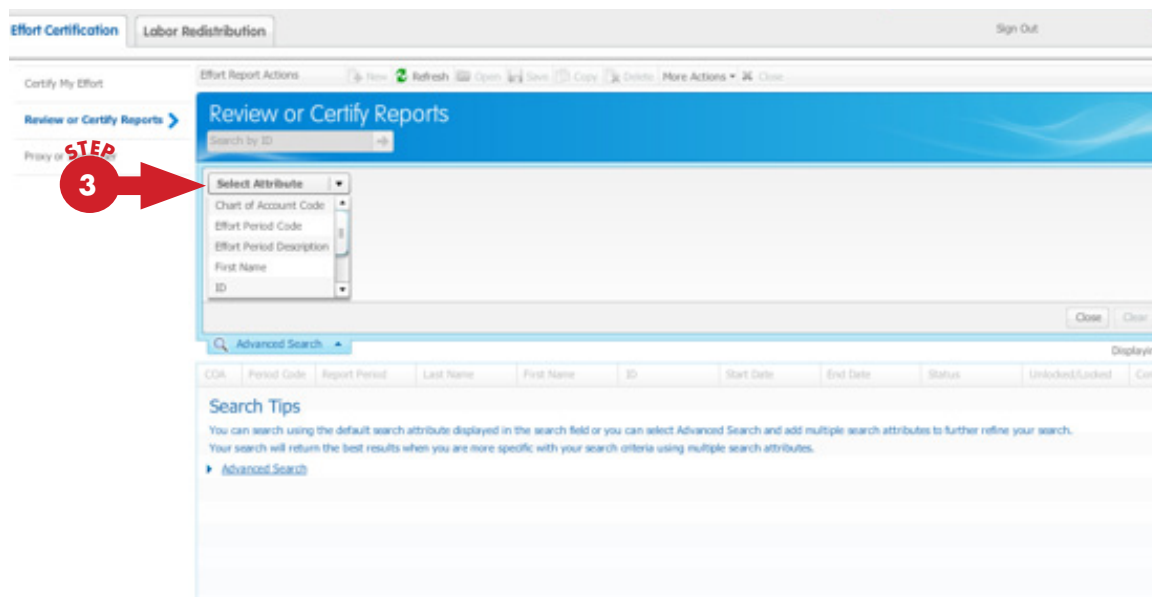 Effort Certification Labor Redistribution Sign Out
Certify My Effort
Review or Certify Reports
Proxy or
STEP
3
Effort Report Actions New Refresh Open Save Copy Delete More Actions Close
Review or Certify Reports
Search by ID
Select Attribute
Chart of Account Code
Effort Period Code
Effort Period Description
First Name
ID
Close Clear
Advanced Search
COA Period Code Report Period Last Name First Name ID Start Date End Date Status Unlocked/Locked
Search Tips
You can search using the default search attribute displayed in the search field or you can select Advanced Search and add multiple search attributes to further refine your search.
Your search will return the best results when you are more specific with your search criteria using multiple search attributes.
Advanced Search